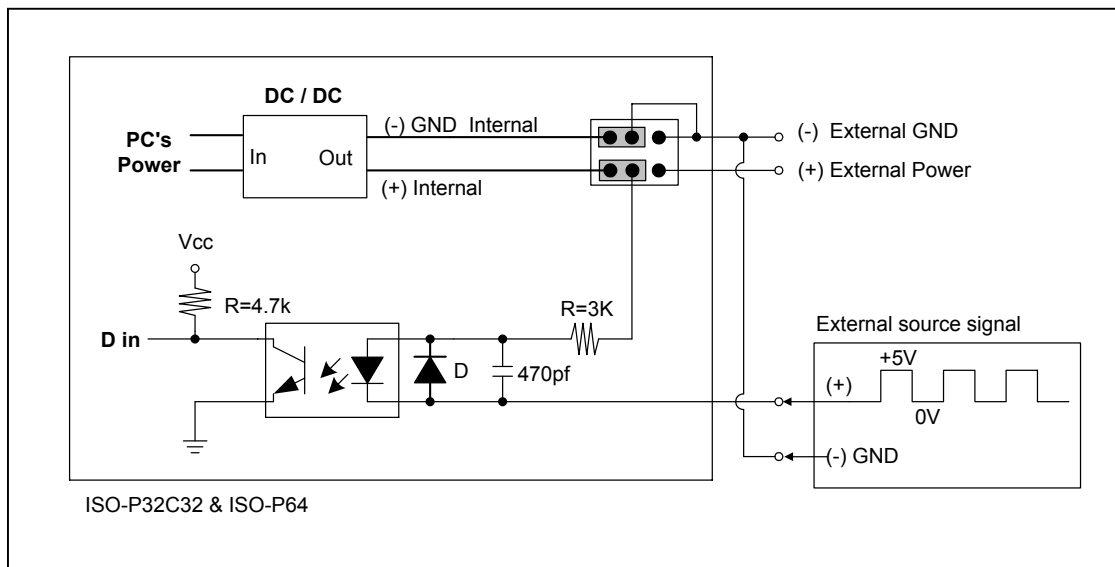 DC / DC
PC's
Power
In
Out
(-) GND Internal
(+) Internal
(-) External GND
(+) External Power
Vcc
R=4.7k
D in
D
470pf
R=3K
External source signal
+5V
(+)
0V
(-) GND
ISO-P32C32 & ISO-P64